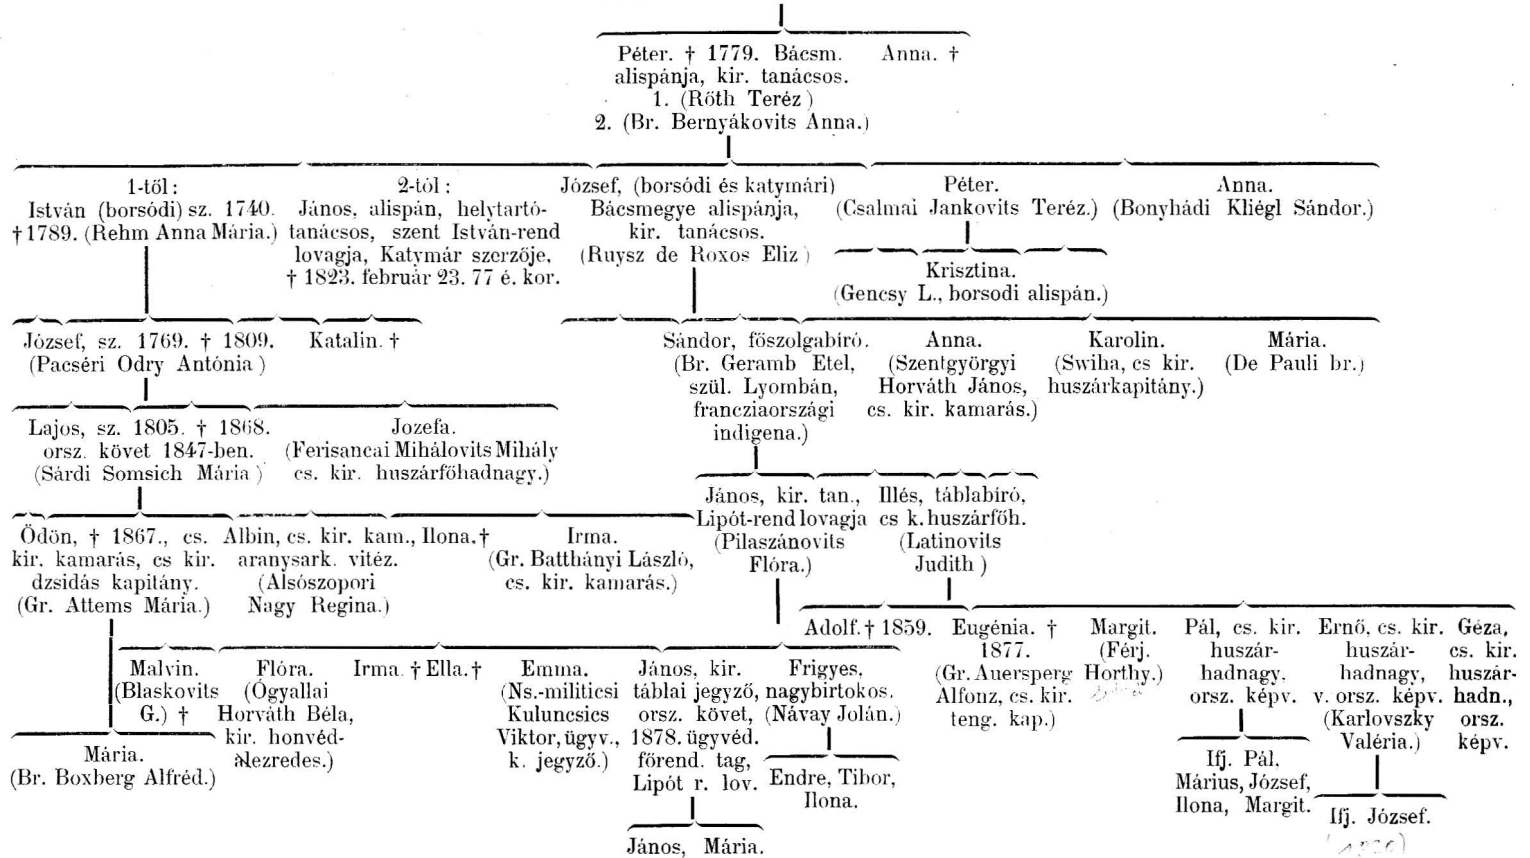 Péter. † 1779. Bácsm.
alispánja, kir. tanácsos.
1. (Rőth Teréz)
2. (Br. Bernyákovits Anna.)
Anna. †
1-től:
István (borsódi) sz. 1740.
† 1789. (Rehm Anna Mária.)
2-tól:
János, alispán, helytartó-
tanácsos, szent István-rend
lovagja, Katymár szerzője,
† 1823. február 23. 77 é. kor.
József, (borsódi és katymári)
Bácsmegye alispánja,
kir. tanácsos.
(Ruysz de Roxos Eliz)
Péter.
(Csalmai Jankovits Teréz.)
Anna.
(Bonyhádi Kliégl Sándor.)
Krisztina.
(Gencsy L., borsodi alispán.)
József, sz. 1769. † 1809.
(Pacséri Odry Antónia)
Katalin. †
Sándor, főszolgabíró.
(Br. Geramb Etel,
szül. Lyombán,
francziaországi
indigena.)
Anna.
(Szentgyörgyi
Horváth János,
cs. kir. kamarás.)
Karolin.
(Swiha, cs kir.
huszárkapitány.)
Mária.
(De Pauli br.)
Lajos, sz. 1805. † 1868.
orsz. követ 1847-ben.
(Sárdi Somsich Mária)
Jozefa.
(Ferisancai Mihálovits Mihály
cs. kir. huszárfőhadnagy.)
János, kir. tan.,
Lipót-rend lovagja
(Pilaszánovits
Flóra.)
Illés, táblabíró,
cs k. huszárfőh.
(Latinovits
Judith)
Ödön, † 1867., cs.
kir. kamarás, cs kir.
dzsidás kapitány.
(Gr. Attems Mária.)
Albin, cs. kir. kam.,
aranysark. vitéz.
(Alsószopori
Nagy Regina.)
Ilona. †
Irma.
(Gr. Batthányi László,
cs. kir. kamarás.)
Adolf. † 1859.
Eugénia. †
1877.
(Gr. Auersperg
Alfonz, cs. kir.
teng. kap.)
Margit.
(Férj.
Horthy.)
Pál, cs. kir.
huszár-
hadnagy.
orsz. képv.
Ernő, cs. kir.
huszár-
hadnagy,
v. orsz. képv.
(Karlovszky
Valéria.)
Géza,
cs. kir.
huszár-
hadn.,
orsz.
képv.
Malvin.
(Blaskovits
G.) †
Flóra.
(Ógyallai
Horváth Béla,
kir. honvéd-
alezredes.)
Irma. †
Ella. †
Emma.
(Ns.-militicsi
Kuluncsics
Viktor, ügyv.,
k. jegyző.)
János, kir.
táblai jegyző,
orsz. követ,
1878. ügyvéd.
főrend. tag,
Lipót r. lov.
Frigyes,
nagybirtokos.
(Návay Jolán.)
Mária.
(Br. Boxberg Alfréd.)
Endre, Tibor,
Ilona.
Ifj. Pál.
Márius, József,
Ilona, Margit.
Ifj. József.
János, Mária.